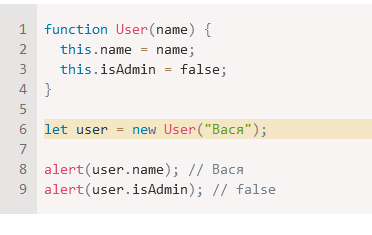 1 function User(name) {
2   this.name = name;
3   this.isAdmin = false;
4 }
5
6 let user = new User("Вася");
7
8 alert(user.name); // Вася
9 alert(user.isAdmin); // false